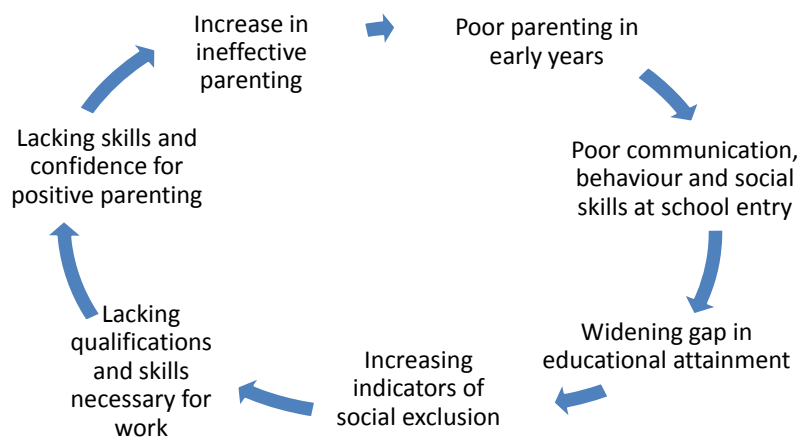 Increase in
ineffective
parenting
Poor parenting in
early years
Poor communication,
behaviour and social
skills at school entry
Widening gap in
educational attainment
Increasing
indicators of
social exclusion
Lacking
qualifications
and skills
necessary for
work
Lacking skills and
confidence for
positive parenting